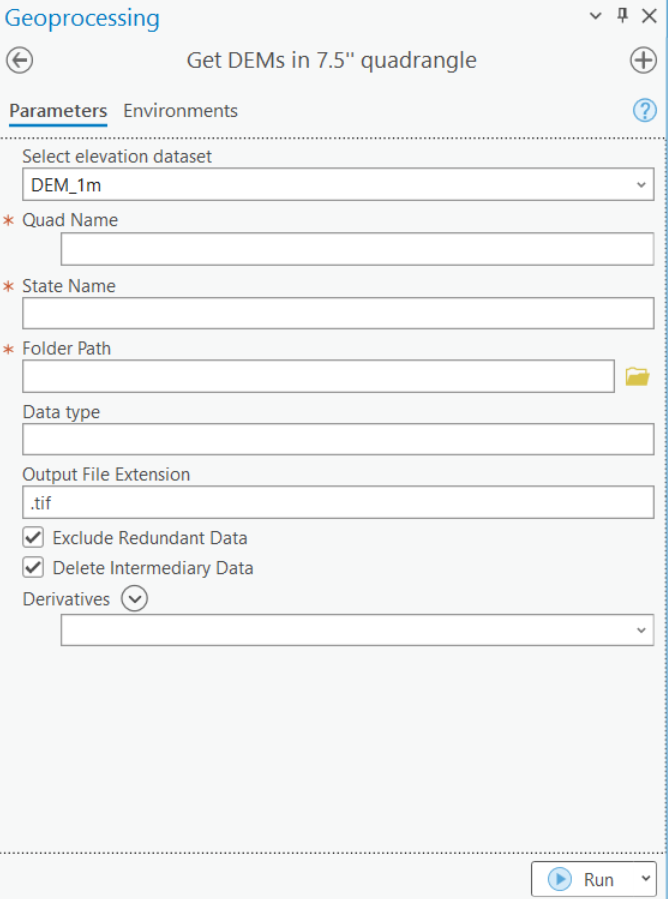 Geoprocessing
Get DEMs in 7.5'' quadrangle
Parameters Environments
?
Select elevation dataset
DEM_1m
* Quad Name
* State Name
* Folder Path
Data type
Output File Extension
.tif
Exclude Redundant Data
Delete Intermediary Data
Derivatives
Run